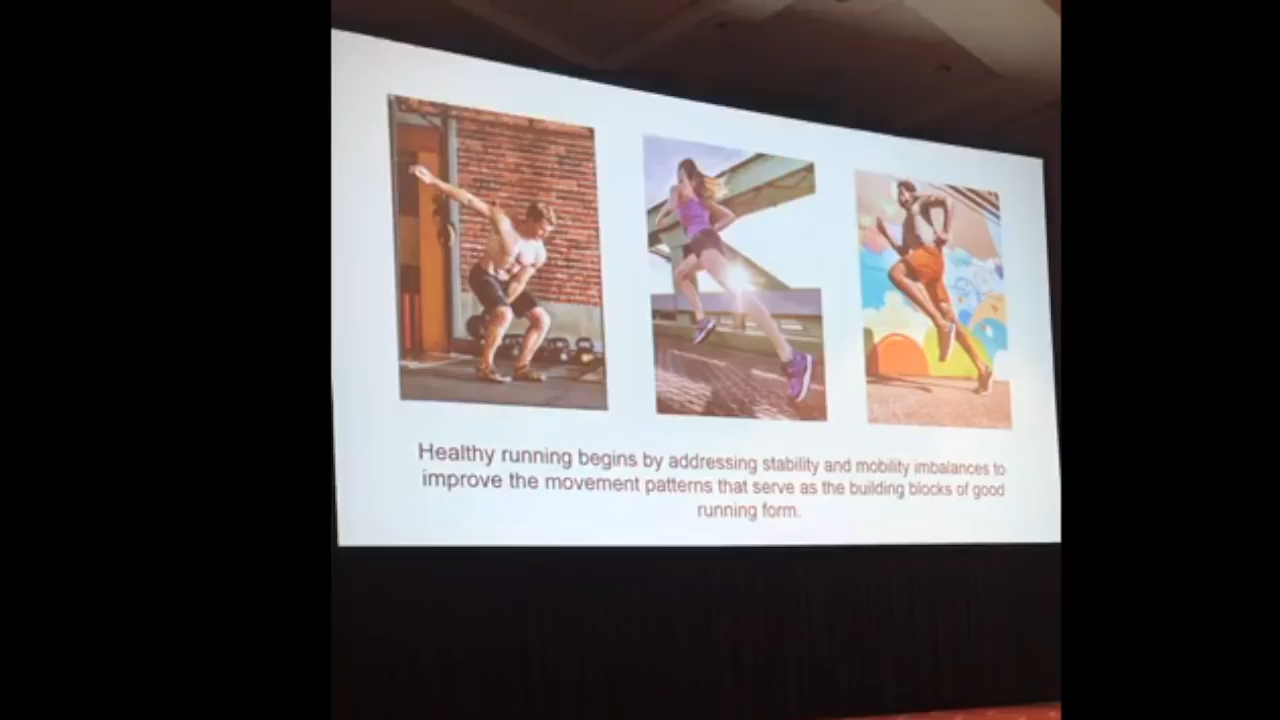 Healthy running begins by addressing stability and mobility imbalances to
improve the movement patterns that serve as the building blocks of good
running form.